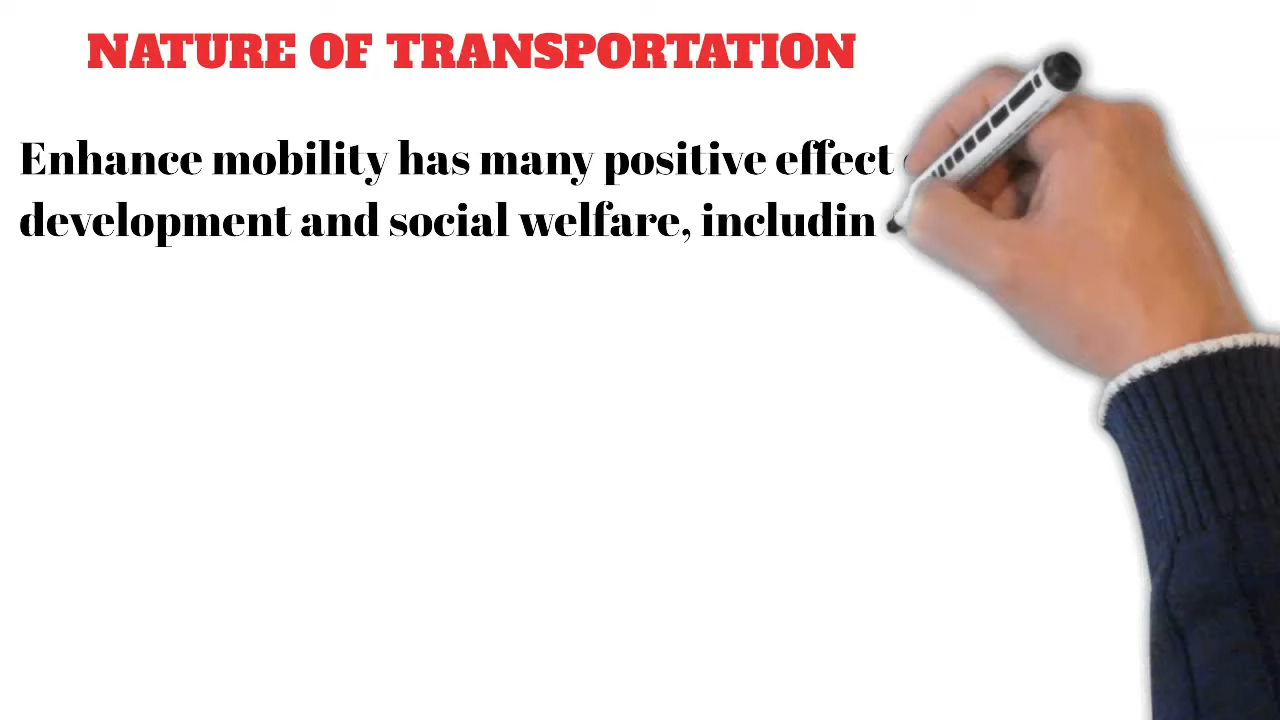 NATURE OF TRANSPORTATION
Enhance mobility has many positive effect
development and social welfare, includin